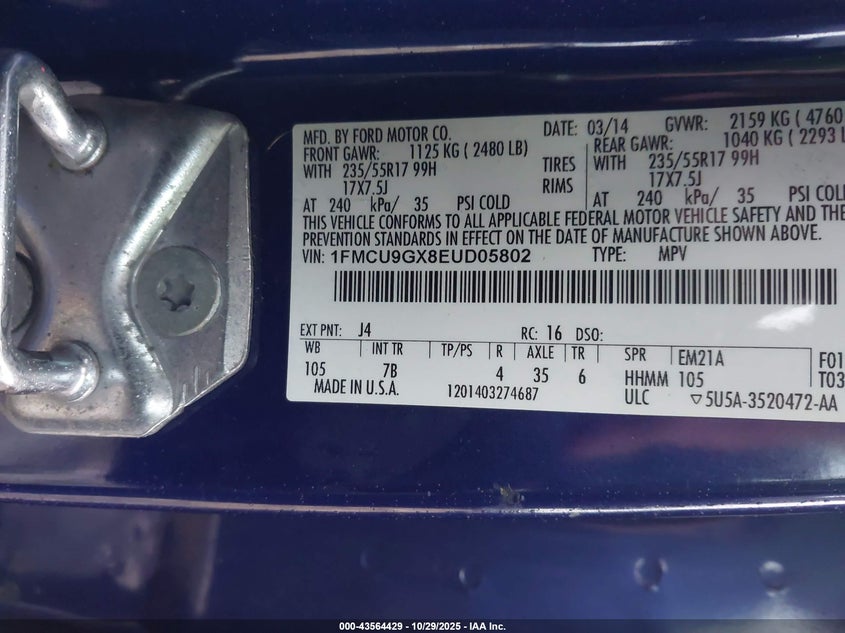 MFD. BY FORD MOTOR CO. DATE: 03/14 GVWR: 2159 KG ( 4760
FRONT GAWR: 1125 KG ( 2480 LB) REAR GAWR: 1040 KG ( 2293 L
WITH 235/55R17 99H TIRES WITH 235/55R17 99H
17X7.5J RIMS 17X7.5J
AT 240 kPa/ 35 PSI COLD AT 240 kPa/ 35 PSI COLD
THIS VEHICLE CONFORMS TO ALL APPLICABLE FEDERAL MOTOR VEHICLE SAFETY AND THE
PREVENTION STANDARDS IN EFFECT ON THE DATE OF MANUFACTURE SHOWN ABOVE.
VIN: 1FMCU9GX8EUD05802 TYPE: MPV
EXT PNT: J4 RC: 16 DSO:
WB INT TR TP/PS R AXLE TR SPR EM21A F01
105 7B 4 35 6 HHMM 105 T03
MADE IN U.S.A. 1201403274687 ULC ▽5U5A-3520472-AA
000-43564429 - 10/29/2025 - IAA Inc.